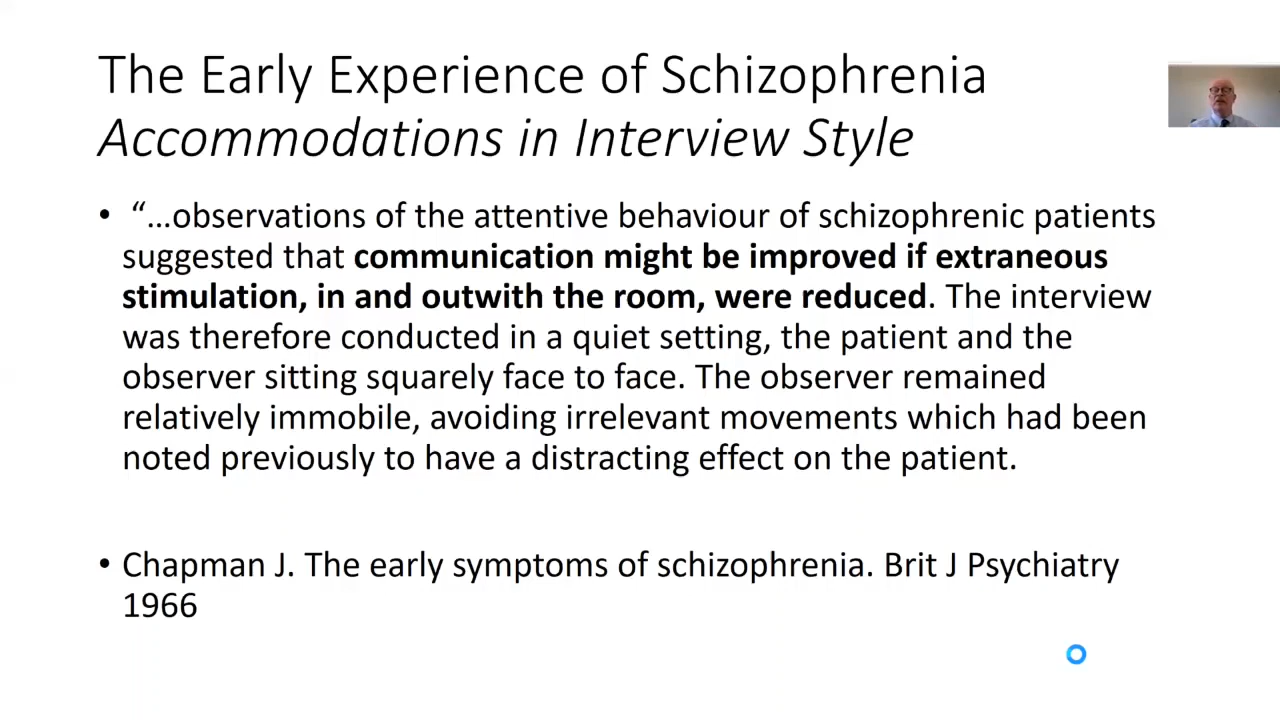 The Early Experience of Schizophrenia
Accommodations in Interview Style
• “…observations of the attentive behaviour of schizophrenic patients
suggested that communication might be improved if extraneous
stimulation, in and outwith the room, were reduced. The interview
was therefore conducted in a quiet setting, the patient and the
observer sitting squarely face to face. The observer remained
relatively immobile, avoiding irrelevant movements which had been
noted previously to have a distracting effect on the patient.
• Chapman J. The early symptoms of schizophrenia. Brit J Psychiatry
1966